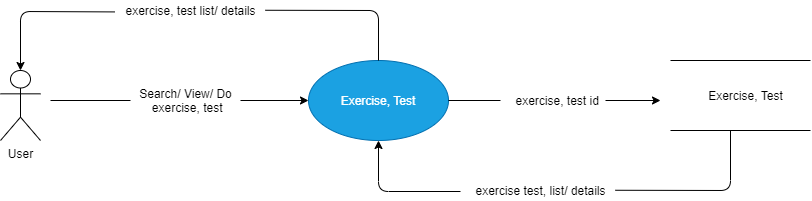 exercise, test list/ details
Search/ View/ Do
exercise, test
Exercise, Test
exercise, test id
Exercise, Test
User
exercise test, list/ details